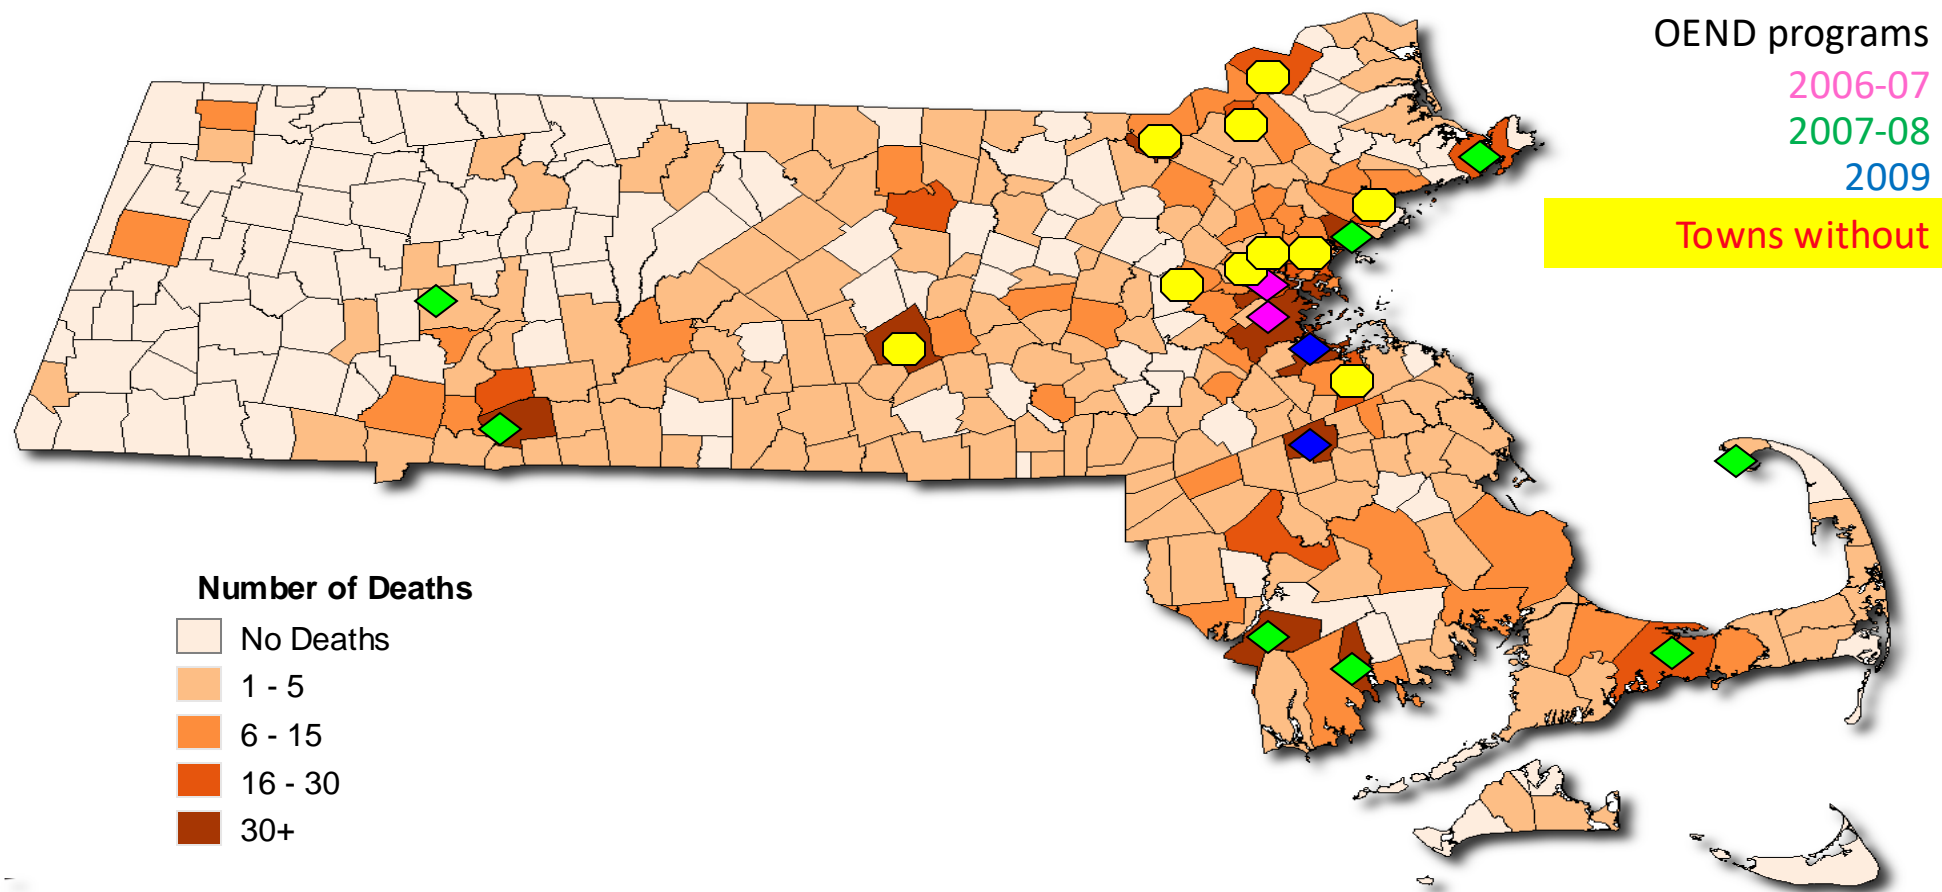 OEND programs
2006-07
2007-08
2009
Towns without
Number of Deaths
No Deaths
1 - 5
6 - 15
16 - 30
30+